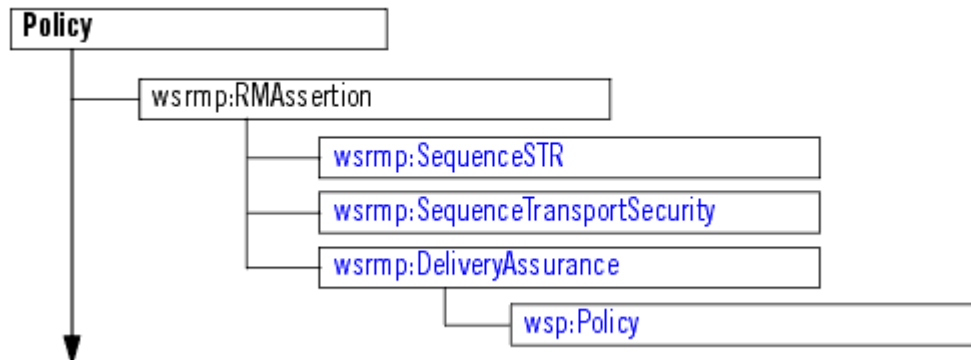 Policy
wsrmp:RMAssertion
wsrmp:SequenceSTR
wsrmp:SequenceTransportSecurity
wsrmp:DeliveryAssurance
wsp:Policy